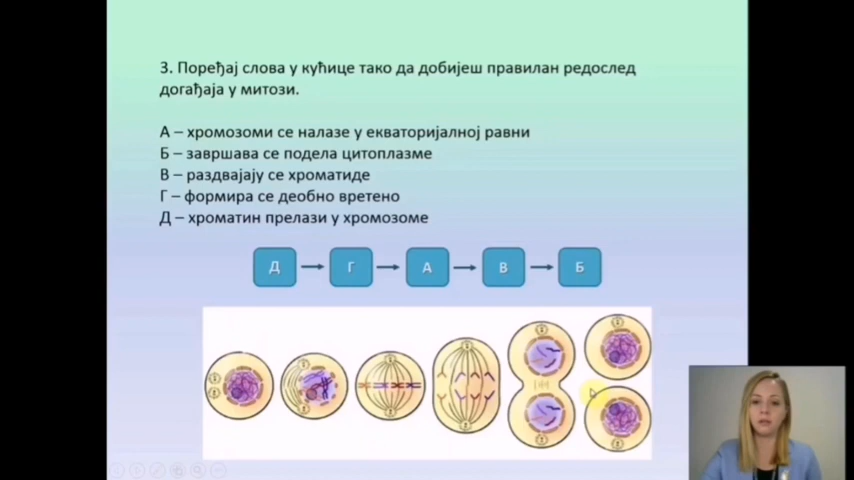 3. Поређај слова у кућице тако да добијеш правилан редослед
догађаја у митози.
А – хромозоми се налазе у екваторијалној равни
Б – завршава се подела цитоплазме
В – раздвајају се хроматиде
Г – формира се деобно вретено
Д – хроматин прелази у хромозоме
Д Г А В Б